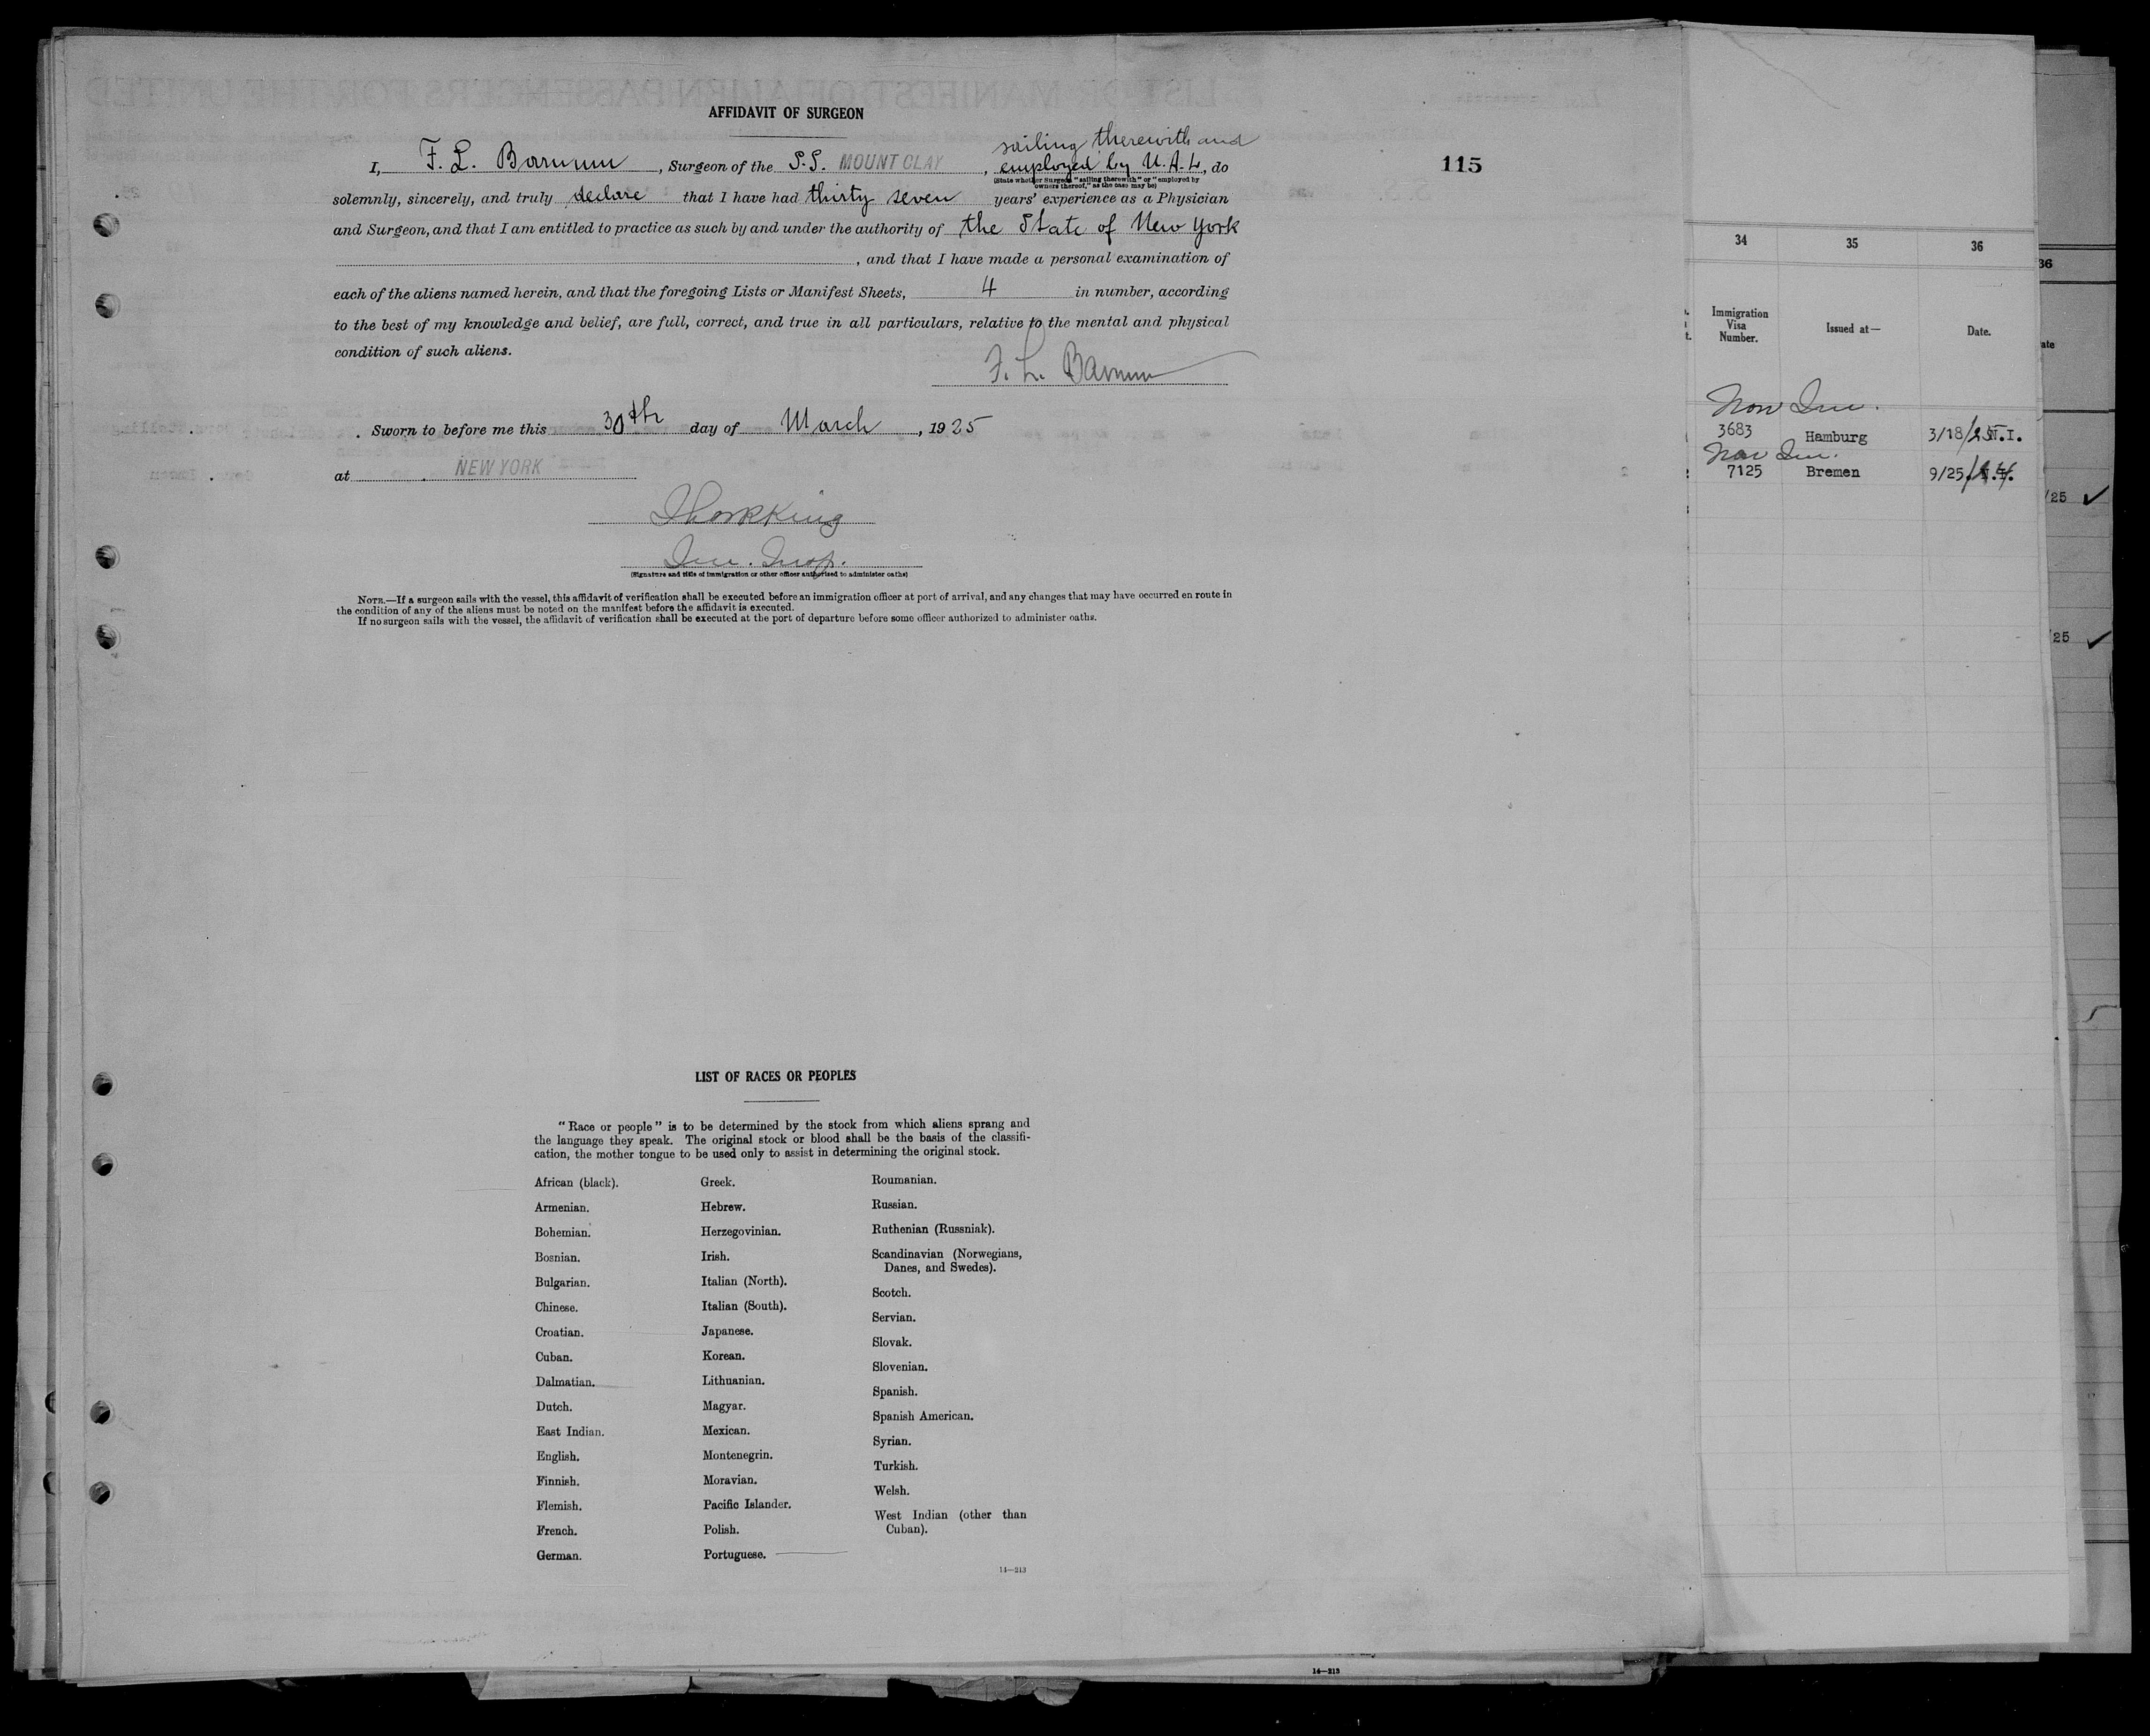 AFFIDAVIT OF SURGEON
sailing therewith and
I, F. L. Barnum, Surgeon of the S.S. MOUNT CLAY, employed by U.A.L., do
(State whether Surgeon "sailing therewith" or "employed by
owners thereof," as the case may be)
solemnly, sincerely, and truly declare that I have had thirty seven years' experience as a Physician
and Surgeon, and that I am entitled to practice as such by and under the authority of the State of New York
, and that I have made a personal examination of
each of the aliens named herein, and that the foregoing Lists or Manifest Sheets, 4 in number, according
to the best of my knowledge and belief, are full, correct, and true in all particulars, relative to the mental and physical
condition of such aliens.
F. L. Barnum
Sworn to before me this 30th day of March, 1925
at NEW YORK
Imm. Insp.
(Signature and title of immigration or other officer authorized to administer oaths)
NOTE.—If a surgeon sails with the vessel, this affidavit of verification shall be executed before an immigration officer at port of arrival, and any changes that may have occurred en route in
the condition of any of the aliens must be noted on the manifest before the affidavit is executed.
If no surgeon sails with the vessel, the affidavit of verification shall be executed at the port of departure before some officer authorized to administer oaths.
115
LIST OF RACES OR PEOPLES
"Race or people" is to be determined by the stock from which aliens sprang and
the language they speak. The original stock or blood shall be the basis of the classifi-
cation, the mother tongue to be used only to assist in determining the original stock.
African (black).
Armenian.
Bohemian.
Bosnian.
Bulgarian.
Chinese.
Croatian.
Cuban.
Dalmatian.
Dutch.
East Indian.
English.
Finnish.
Flemish.
French.
German.
Greek.
Hebrew.
Herzegovinian.
Irish.
Italian (North).
Italian (South).
Japanese.
Korean.
Lithuanian.
Magyar.
Mexican.
Montenegrin.
Moravian.
Pacific Islander.
Polish.
Portuguese.
Roumanian.
Russian.
Ruthenian (Russniak).
Scandinavian (Norwegians,
Danes, and Swedes).
Scotch.
Servian.
Slovak.
Slovenian.
Spanish.
Spanish American.
Syrian.
Turkish.
Welsh.
West Indian (other than
Cuban).
14—213
34 35 36
Immigration
Visa
Number.
Issued at—
Date.
Non Imm.
3683 Hamburg 3/18/25
Non Imm.
7125 Bremen 9/25
36
ate
/25
/25
14—213